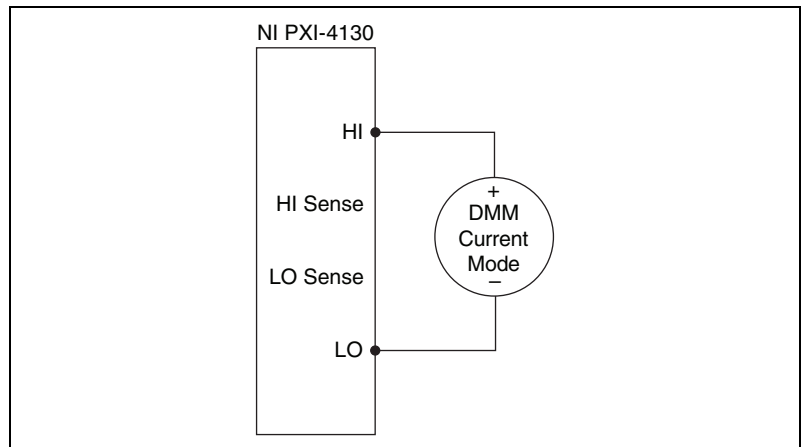 NI PXI-4130
HI
HI Sense
LO Sense
LO
+
DMM
Current
Mode
–